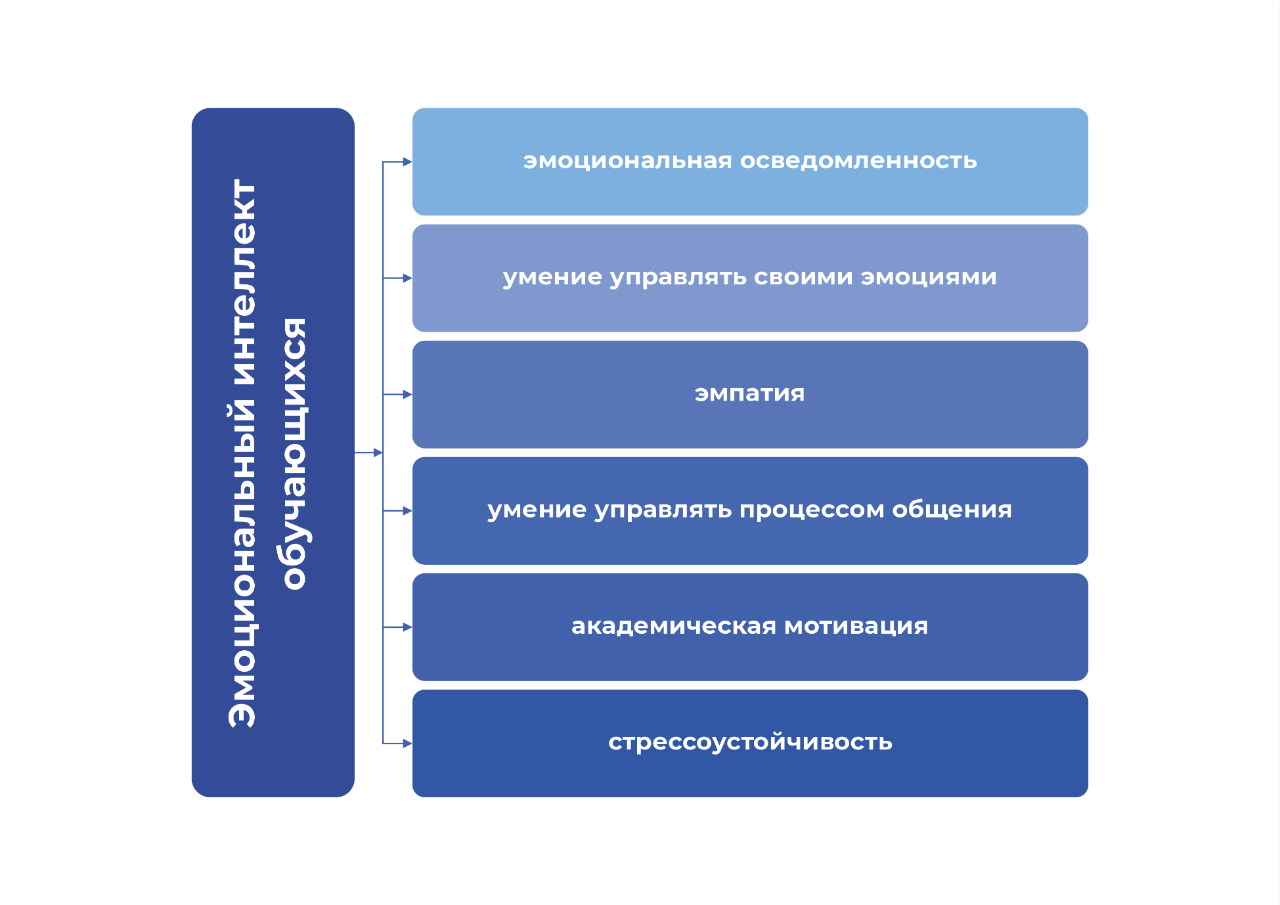 Эмоциональный интеллект
обучающихся
эмоциональная осведомленность
умение управлять своими эмоциями
эмпатия
умение управлять процессом общения
академическая мотивация
стрессоустойчивость